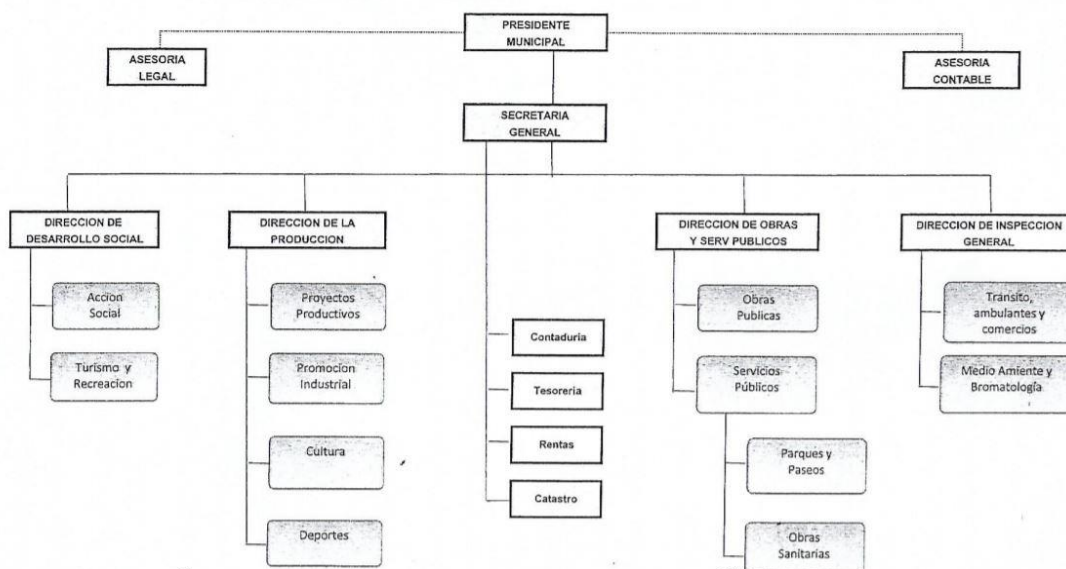 PRESIDENTE
MUNICIPAL
ASESORIA
LEGAL
ASESORIA
CONTABLE
SECRETARIA
GENERAL
DIRECCION DE
DESARROLLO SOCIAL
DIRECCION DE LA
PRODUCCION
DIRECCION DE OBRAS
Y SERV PUBLICOS
DIRECCION DE INSPECCION
GENERAL
Accion
Social
Turismo y
Recreacion
Proyectos
Productivos
Promocion
Industrial
Cultura
Deportes
Contaduria
Tesoreria
Rentas
Catastro
Obras
Publicas
Servicios
Públicos
Parques y
Paseos
Obras
Sanitarias
Tránsito,
ambulantes y
comercios
Medio Amiente y
Bromatología